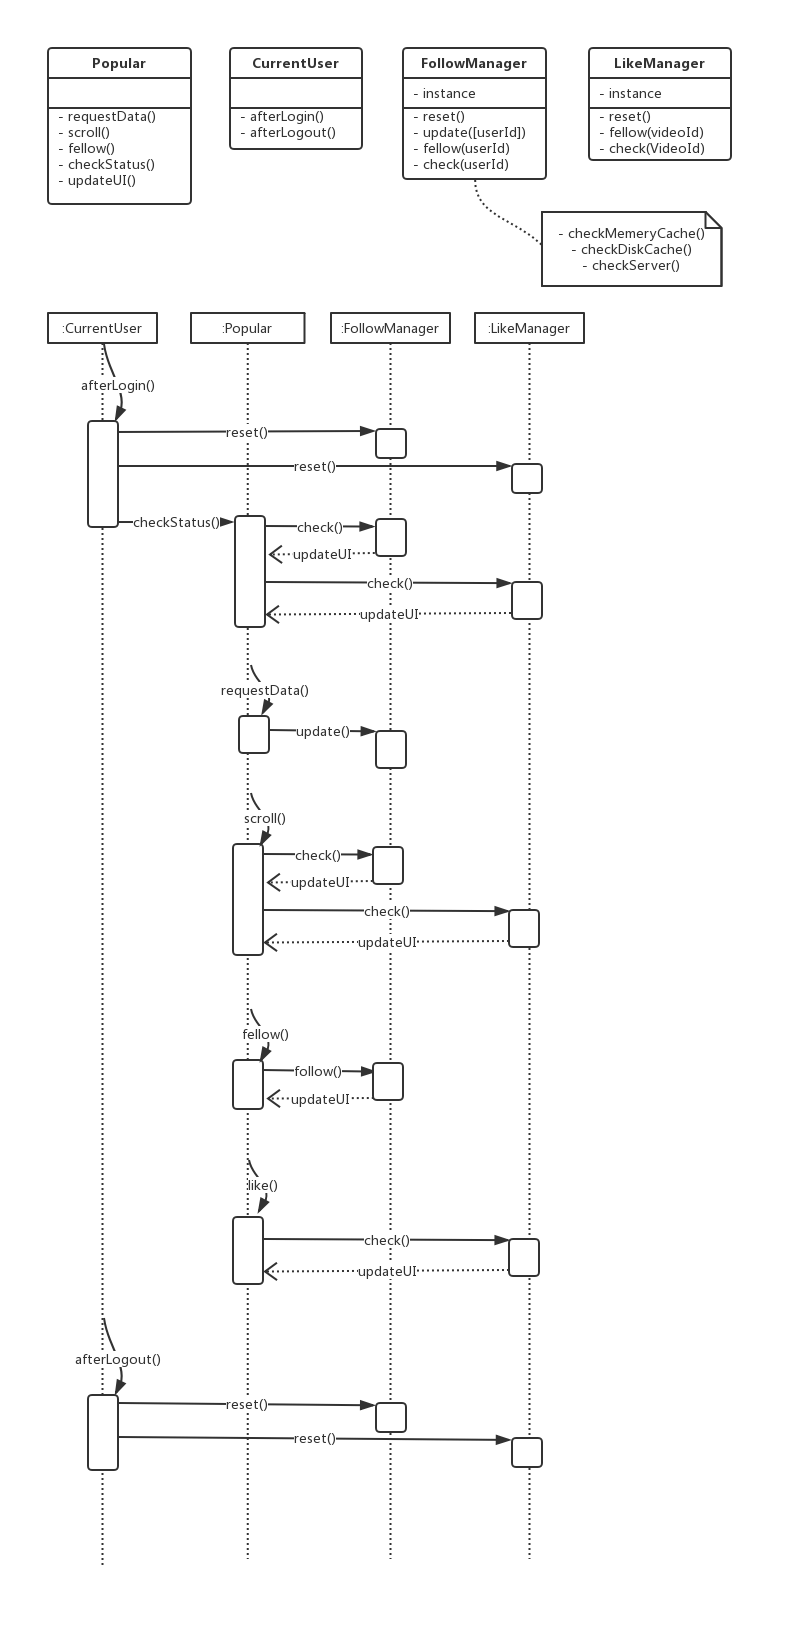 Popular
- requestData()
- scroll()
- fellow()
- checkStatus()
- updateUI()
CurrentUser
- afterLogin()
- afterLogout()
FollowManager
- instance
- reset()
- update([userId])
- fellow(userId)
- check(userId)
LikeManager
- instance
- reset()
- fellow(videoId)
- check(VideoId)
- checkMemeryCache()
- checkDiskCache()
- checkServer()
:CurrentUser
:Popular
:FollowManager
:LikeManager
afterLogin()
reset()
reset()
checkStatus()
check()
updateUI
check()
updateUI
requestData()
update()
scroll()
check()
updateUI
check()
updateUI
fellow()
follow()
updateUI
like()
check()
updateUI
afterLogout()
reset()
reset()